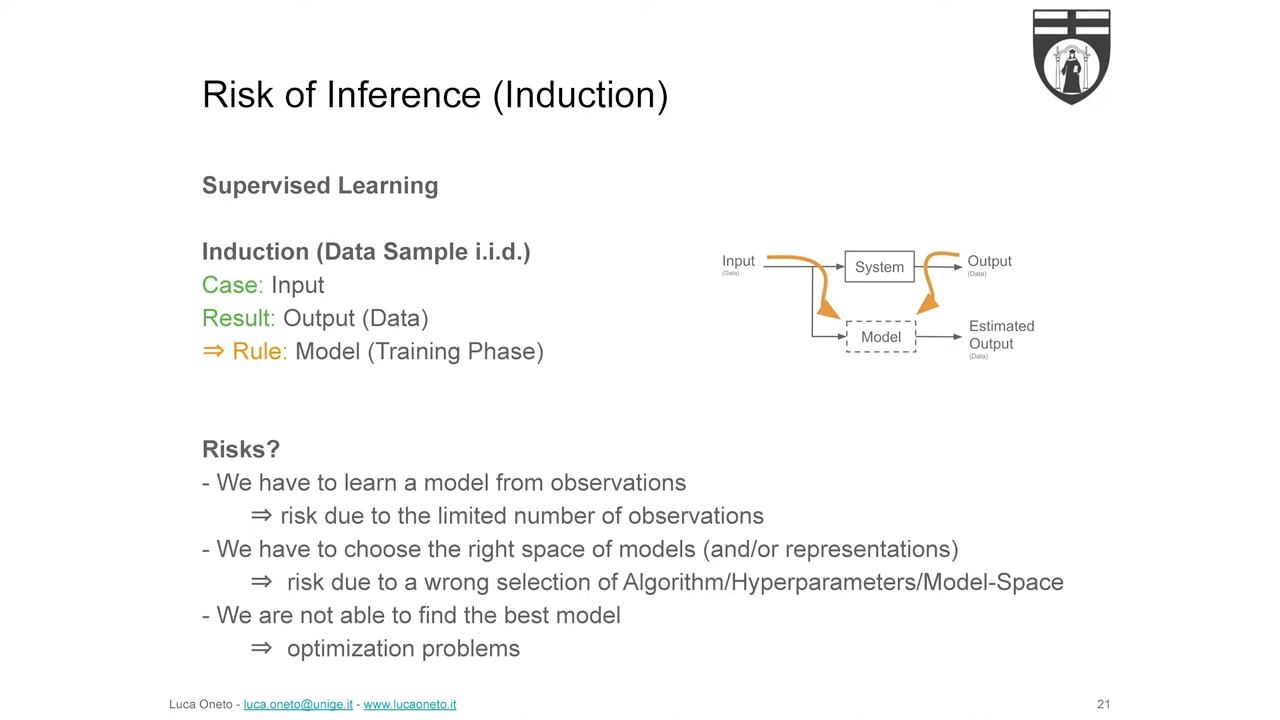 Risk of Inference (Induction)
Supervised Learning
Induction (Data Sample i.i.d.)
Case: Input
Result: Output (Data)
⇒ Rule: Model (Training Phase)
Input
(Data)
System
Output
(Data)
Model
Estimated
Output
(Data)
Risks?
- We have to learn a model from observations
⇒ risk due to the limited number of observations
- We have to choose the right space of models (and/or representations)
⇒ risk due to a wrong selection of Algorithm/Hyperparameters/Model-Space
- We are not able to find the best model
⇒ optimization problems
Luca Oneto - luca.oneto@unige.it - www.lucaoneto.it
21